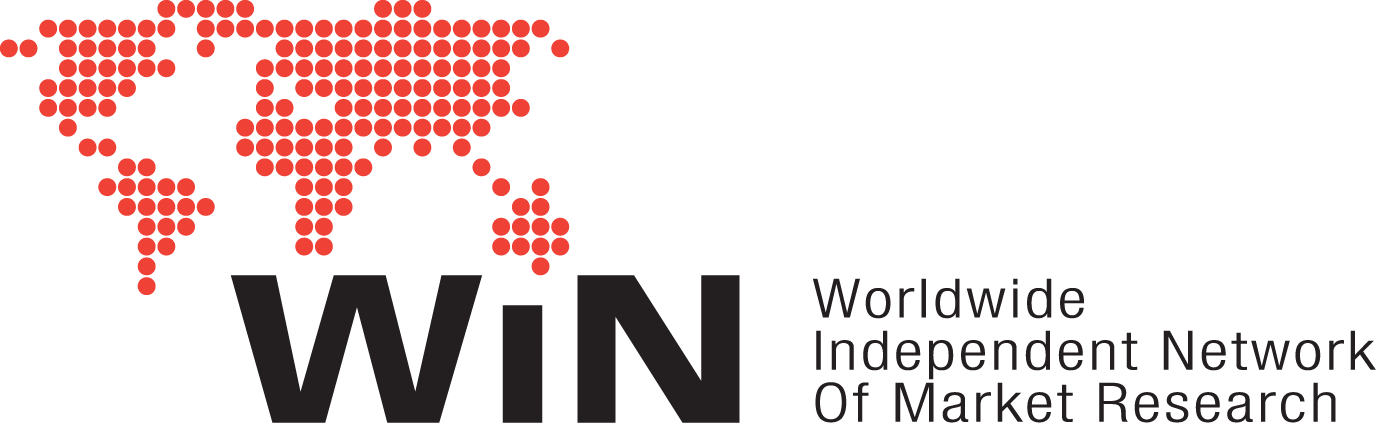 WiN
Worldwide
Independent Network
Of Market Research